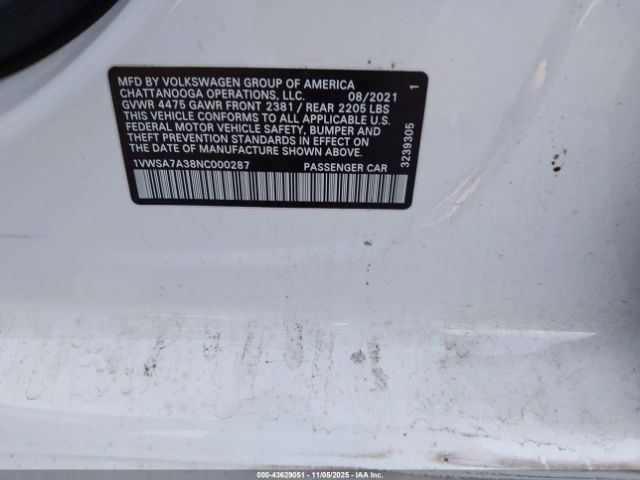 MFD BY VOLKSWAGEN GROUP OF AMERICA
CHATTANOOGA OPERATIONS, LLC. 08/2021
GVWR 4475 GAWR FRONT 2381 / REAR 2205 LBS
THIS VEHICLE CONFORMS TO ALL APPLICABLE U.S.
FEDERAL MOTOR VEHICLE SAFETY, BUMPER AND
THEFT PREVENTION STANDARDS IN EFFECT ON
THE DATE OF MANUFACTURE SHOWN ABOVE.
1VWSA7A38NC000287 PASSENGER CAR
3239305 1
000-43629051 - 11/05/2025 - IAA Inc.